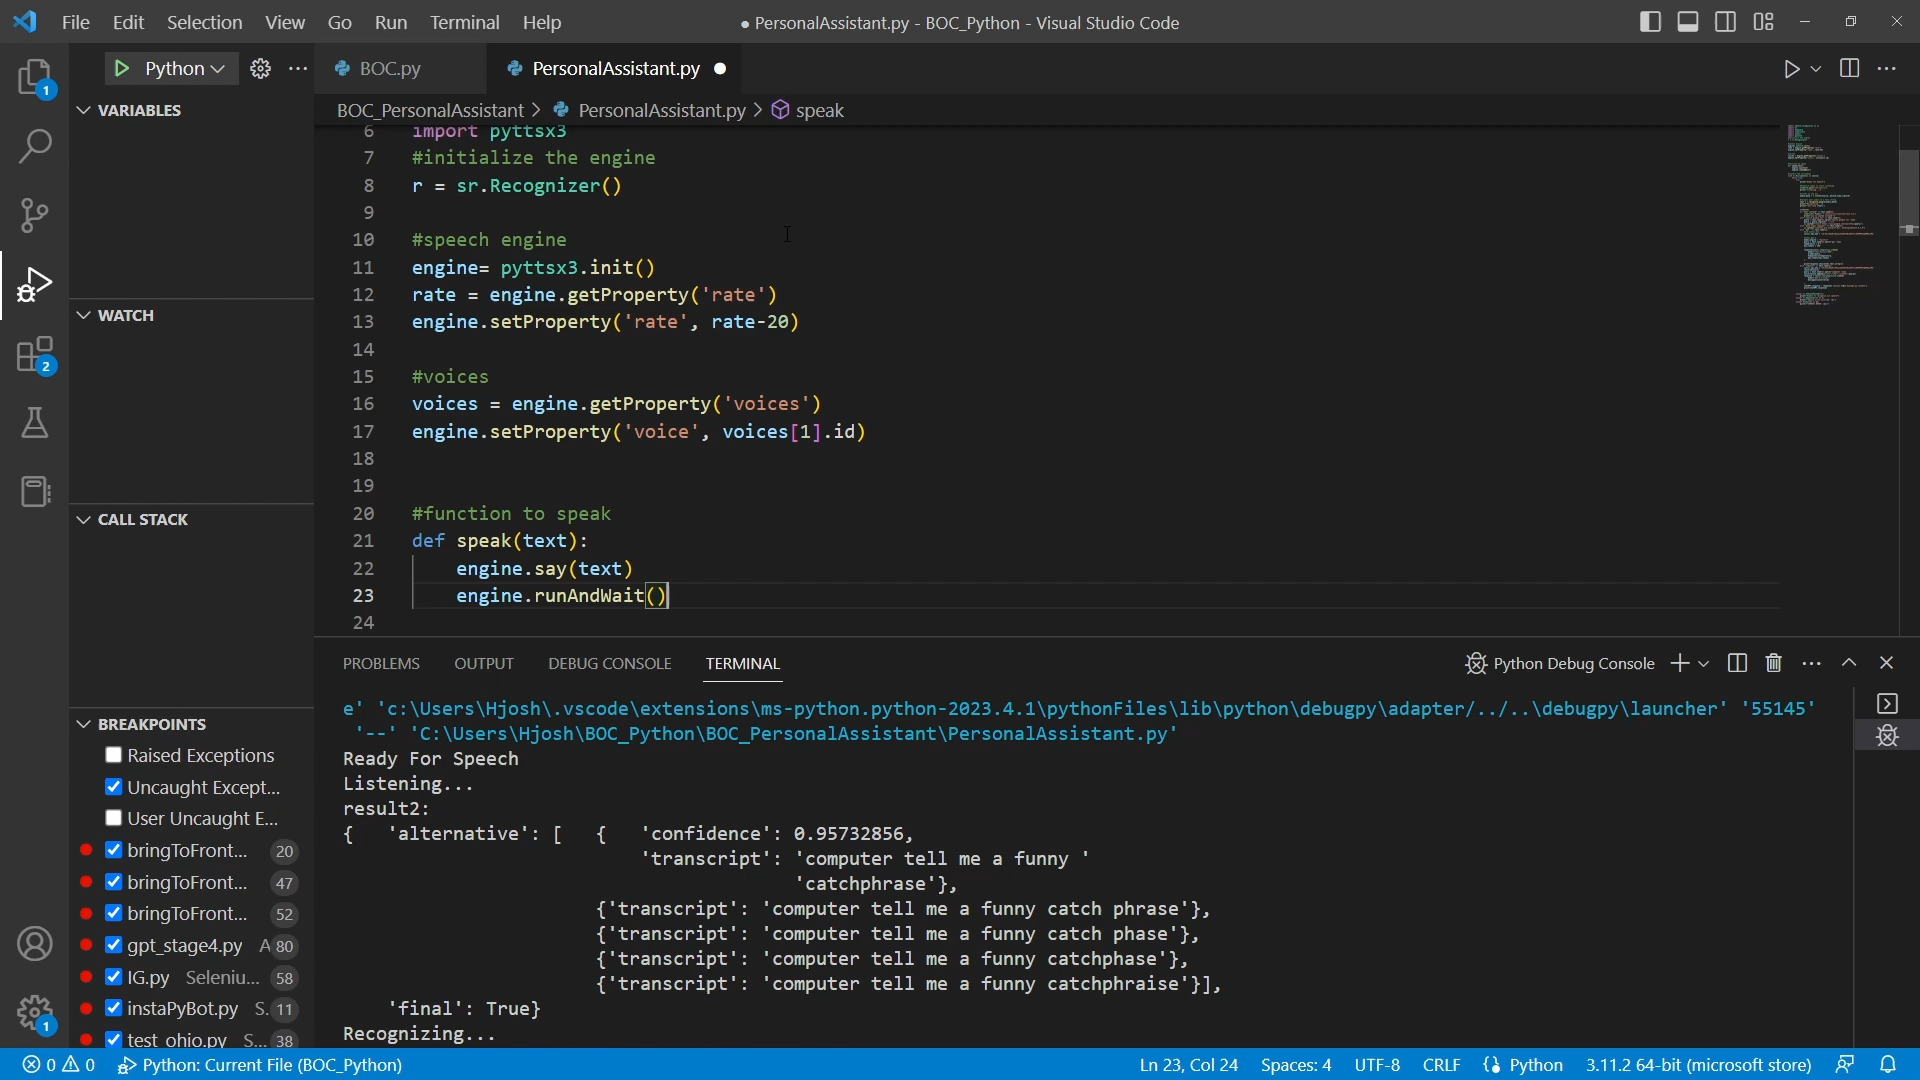 File Edit Selection View Go Run Terminal Help
● PersonalAssistant.py - BOC_Python - Visual Studio Code
Python
BOC.py
PersonalAssistant.py ●
BOC_PersonalAssistant > PersonalAssistant.py > speak
VARIABLES
WATCH
CALL STACK
BREAKPOINTS
Raised Exceptions
Uncaught Except...
User Uncaught E...
bringToFront... 20
bringToFront... 47
bringToFront... 52
gpt_stage4.py A 80
IG.py Seleniu... 58
instaPyBot.py S. 11
test_ohio.py S... 38
1
2
1
6 import pyttsx3
7 #initialize the engine
8 r = sr.Recognizer()
9
10 #speech engine
11 engine= pyttsx3.init()
12 rate = engine.getProperty('rate')
13 engine.setProperty('rate', rate-20)
14
15 #voices
16 voices = engine.getProperty('voices')
17 engine.setProperty('voice', voices[1].id)
18
19
20 #function to speak
21 def speak(text):
22 engine.say(text)
23 engine.runAndWait()
24
PROBLEMS OUTPUT DEBUG CONSOLE TERMINAL
Python Debug Console
e' 'c:\Users\Hjosh\.vscode\extensions\ms-python.python-2023.4.1\pythonFiles\lib\python\debugpy\adapter/../..\debugpy\launcher' '55145'
'--' 'C:\Users\Hjosh\BOC_Python\BOC_PersonalAssistant\PersonalAssistant.py'
Ready For Speech
Listening...
result2:
{ 'alternative': [ { 'confidence': 0.95732856,
'transcript': 'computer tell me a funny '
'catchphrase'},
{'transcript': 'computer tell me a funny catch phrase'},
{'transcript': 'computer tell me a funny catch phase'},
{'transcript': 'computer tell me a funny catchphase'},
{'transcript': 'computer tell me a funny catchphraise'}],
'final': True}
Recognizing...
0 0 Python: Current File (BOC_Python)
Ln 23, Col 24 Spaces: 4 UTF-8 CRLF {} Python 3.11.2 64-bit (microsoft store)